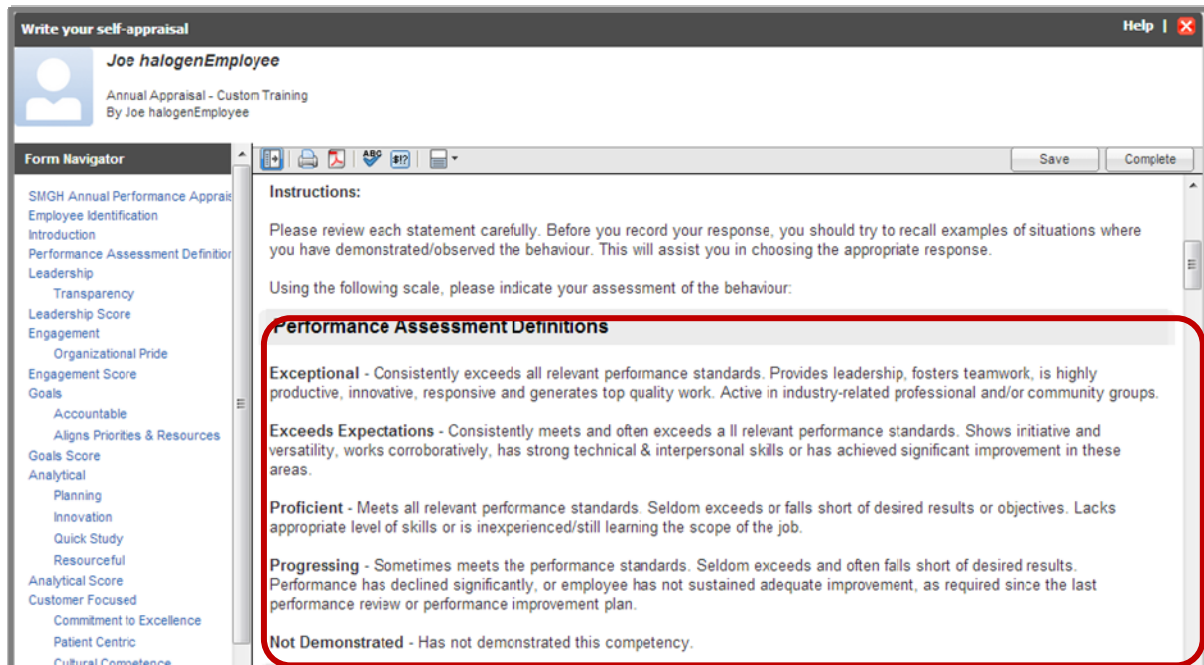 Write your self-appraisal
Help |
Joe halogenEmployee
Annual Appraisal - Custom Training
By Joe halogenEmployee
Form Navigator
SMGH Annual Performance Apprais
Employee Identification
Introduction
Performance Assessment Definition
Leadership
Transparency
Leadership Score
Engagement
Organizational Pride
Engagement Score
Goals
Accountable
Aligns Priorities & Resources
Goals Score
Analytical
Planning
Innovation
Quick Study
Resourceful
Analytical Score
Customer Focused
Commitment to Excellence
Patient Centric
Cultural Competence
ABC
$!?
Save
Complete
Instructions:
Please review each statement carefully. Before you record your response, you should try to recall examples of situations where
you have demonstrated/observed the behaviour. This will assist you in choosing the appropriate response.
Using the following scale, please indicate your assessment of the behaviour:
Performance Assessment Definitions
Exceptional - Consistently exceeds all relevant performance standards. Provides leadership, fosters teamwork, is highly
productive, innovative, responsive and generates top quality work. Active in industry-related professional and/or community groups.
Exceeds Expectations - Consistently meets and often exceeds a ll relevant performance standards. Shows initiative and
versatility, works corroboratively, has strong technical & interpersonal skills or has achieved significant improvement in these
areas.
Proficient - Meets all relevant performance standards. Seldom exceeds or falls short of desired results or objectives. Lacks
appropriate level of skills or is inexperienced/still learning the scope of the job.
Progressing - Sometimes meets the performance standards. Seldom exceeds and often falls short of desired results.
Performance has declined significantly, or employee has not sustained adequate improvement, as required since the last
performance review or performance improvement plan.
Not Demonstrated - Has not demonstrated this competency.